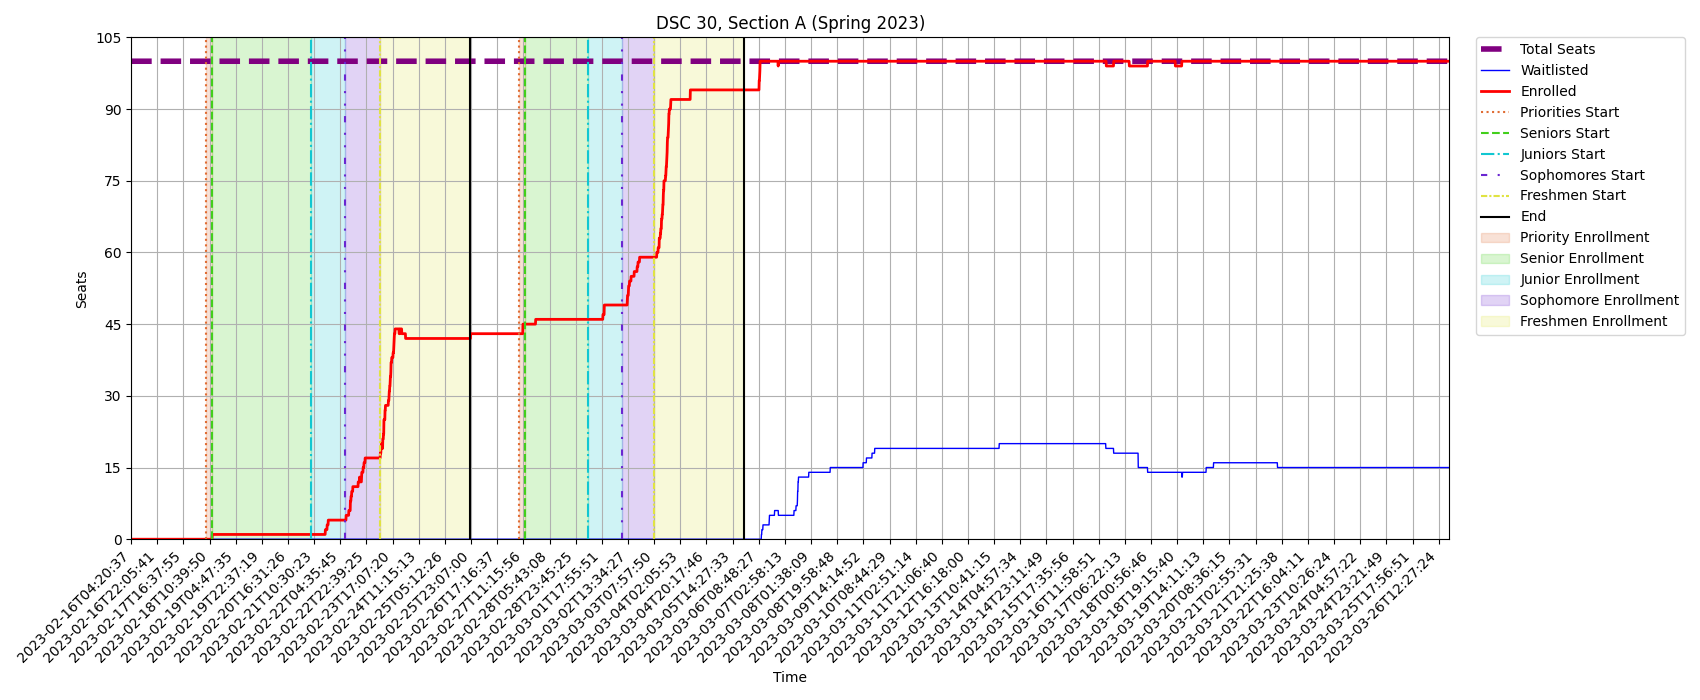 DSC 30, Section A (Spring 2023)
105
90
75
60
45
30
15
0
Seats
2023-02-16T04:20:37
2023-02-16T22:05:41
2023-02-17T16:37:55
2023-02-18T10:39:50
2023-02-19T04:47:35
2023-02-19T22:37:19
2023-02-20T16:31:26
2023-02-21T10:30:23
2023-02-22T04:35:45
2023-02-22T22:39:25
2023-02-23T17:07:20
2023-02-24T11:15:13
2023-02-25T05:12:26
2023-02-25T23:07:00
2023-02-26T17:16:37
2023-02-27T11:15:56
2023-02-28T05:43:08
2023-02-28T23:45:25
2023-03-01T17:55:51
2023-03-02T13:34:27
2023-03-03T07:57:50
2023-03-04T02:05:53
2023-03-04T20:17:46
2023-03-05T14:27:33
2023-03-06T08:48:27
2023-03-07T02:58:13
2023-03-08T01:38:09
2023-03-08T19:58:48
2023-03-09T14:14:52
2023-03-10T08:44:29
2023-03-11T02:51:14
2023-03-11T21:06:40
2023-03-12T16:18:00
2023-03-13T10:41:15
2023-03-14T04:57:34
2023-03-14T23:11:49
2023-03-15T17:35:56
2023-03-16T11:58:51
2023-03-17T06:22:13
2023-03-18T00:56:46
2023-03-18T19:15:40
2023-03-19T14:11:13
2023-03-20T08:36:15
2023-03-21T02:55:31
2023-03-21T21:25:38
2023-03-22T16:04:11
2023-03-23T10:26:24
2023-03-24T04:57:22
2023-03-24T23:21:49
2023-03-25T17:56:51
2023-03-26T12:27:24
Time
Total Seats
Waitlisted
Enrolled
Priorities Start
Seniors Start
Juniors Start
Sophomores Start
Freshmen Start
End
Priority Enrollment
Senior Enrollment
Junior Enrollment
Sophomore Enrollment
Freshmen Enrollment